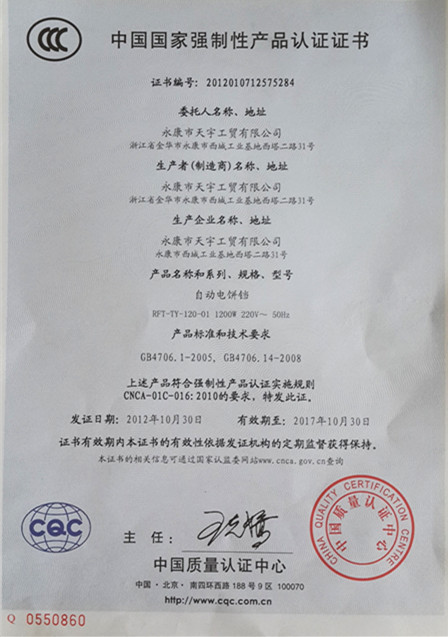 CCC
中国国家强制性产品认证证书
证书编号：2012010712575284
委托人名称、地址
永康市天宇工贸有限公司
浙江省金华市永康市西城工业基地西塔二路31号
生产者(制造商)名称、地址
永康市天宇工贸有限公司
浙江省金华市永康市西城工业基地西塔二路31号
生产企业名称、地址
永康市天宇工贸有限公司
永康市西城工业基地西塔二路31号
产品名称和系列、规格、型号
自动电饼铛
RFT-TY-120-01 1200W 220V～ 50Hz
产品标准和技术要求
GB4706.1-2005, GB4706.14-2008
上述产品符合强制性产品认证实施规则
CNCA-01C-016:2010的要求，特发此证。
发证日期：2012年10月30日 有效期至：2017年10月30日
证书有效期内本证书的有效性依据发证机构的定期监督获得保持。
本证书的相关信息可通过国家认监委网站www.cnca.gov.cn查询
CQC
主任：
CHINA QUALITY CERTIFICATION CENTRE
中国质量认证中心
中国质量认证中心
中国·北京·南四环西路188号9区 100070
http://www.cqc.com.cn
Q 0550860